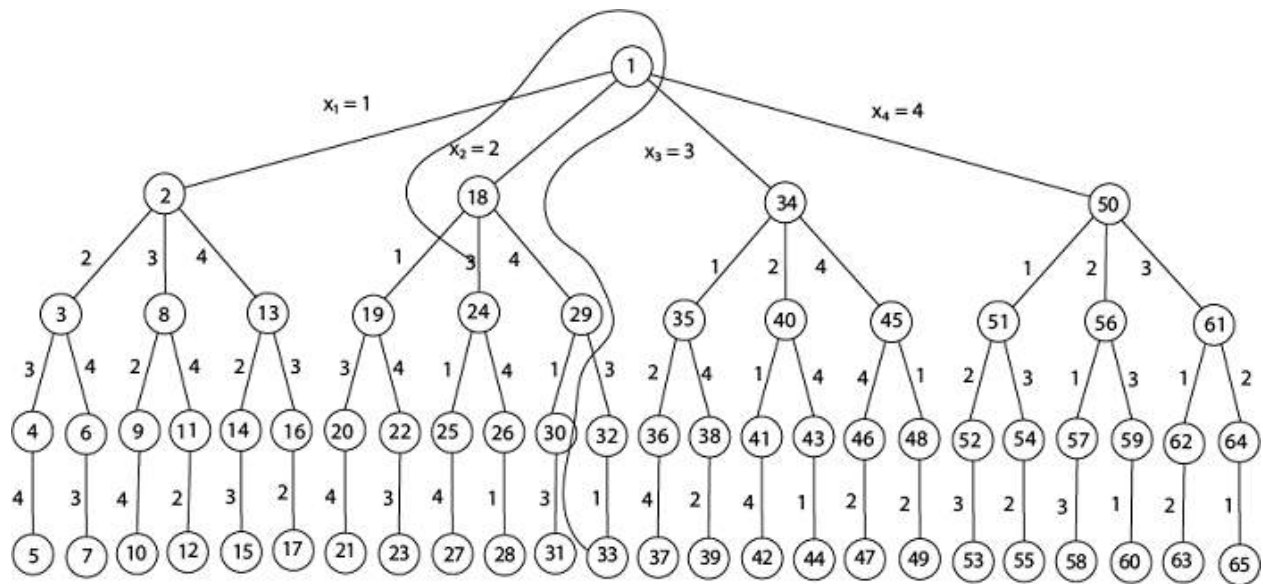 1
x₁ = 1
x₂ = 2
x₃ = 3
x₄ = 4
2 18 34 50
2 3 4 1 3 4 1 2 4 1 2 3
3 8 13 19 24 29 35 40 45 51 56 61
3 4 2 4 2 3 3 4 1 4 1 3 2 4 1 4 4 1 2 3 1 3 1 2
4 6 9 11 14 16 20 22 25 26 30 32 36 38 41 43 46 48 52 54 57 59 62 64
4 3 4 2 3 2 4 3 4 1 3 1 4 2 4 1 2 2 3 2 3 1 2 1
5 7 10 12 15 17 21 23 27 28 31 33 37 39 42 44 47 49 53 55 58 60 63 65